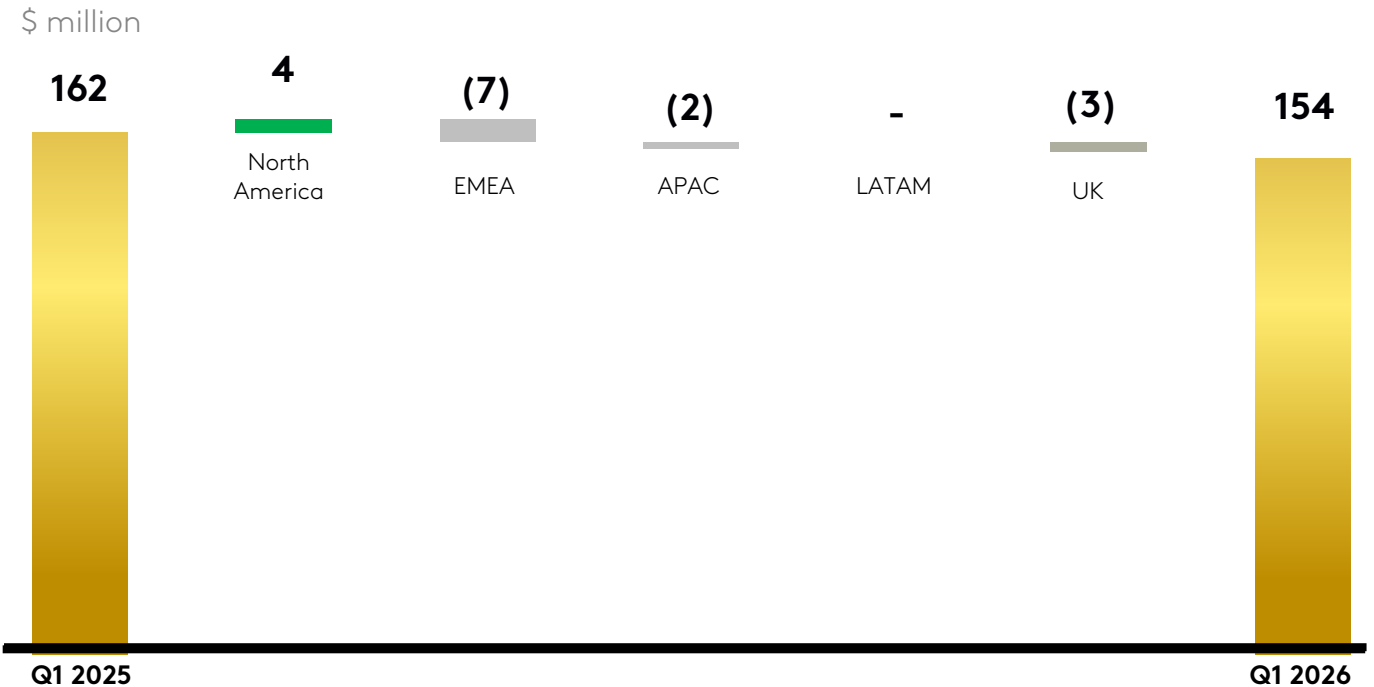 $ million
162
4
(7)
(2)
-
(3)
154
North
America
EMEA
APAC
LATAM
UK
Q1 2025
Q1 2026